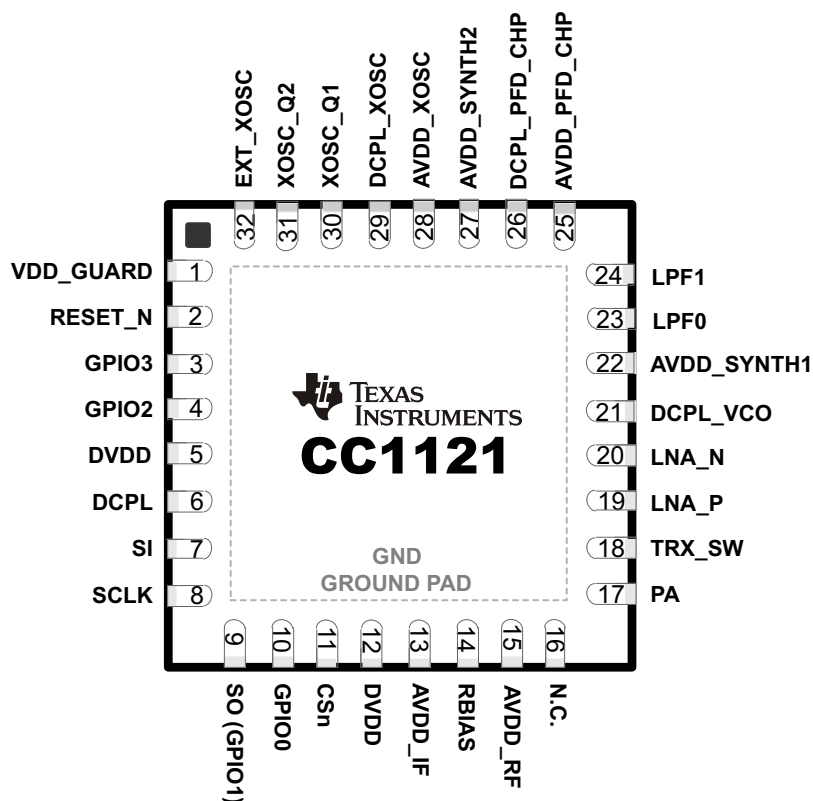 EXT_XOSC
XOSC_Q2
XOSC_Q1
DCPL_XOSC
AVDD_XOSC
AVDD_SYNTH2
DCPL_PFD_CHP
AVDD_PFD_CHP
32
31
30
29
28
27
26
25
VDD_GUARD 1
RESET_N 2
GPIO3 3
GPIO2 4
DVDD 5
DCPL 6
SI 7
SCLK 8
24 LPF1
23 LPF0
22 AVDD_SYNTH1
21 DCPL_VCO
20 LNA_N
19 LNA_P
18 TRX_SW
17 PA
TEXAS
INSTRUMENTS
CC1121
GND
GROUND PAD
9
10
11
12
13
14
15
16
SO (GPIO1)
GPIO0
CSn
DVDD
AVDD_IF
RBIAS
AVDD_RF
N.C.